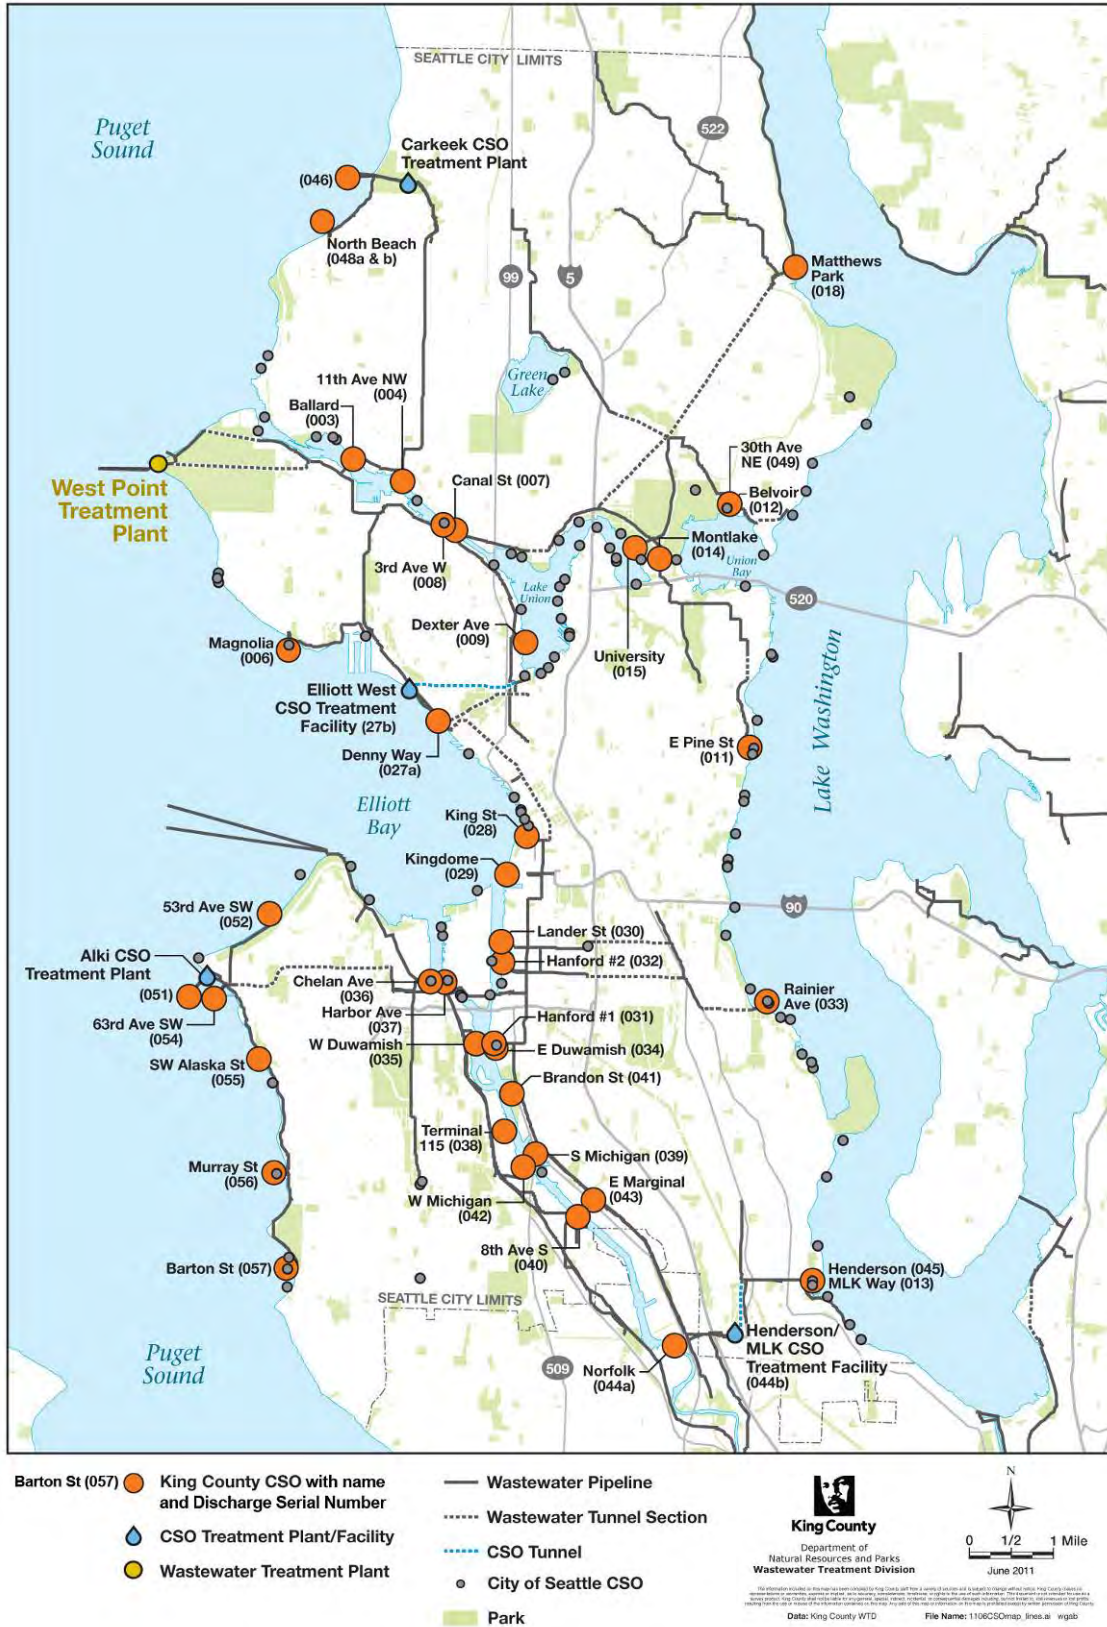 SEATTLE CITY LIMITS
Puget
Sound
522
Carkeek CSO
Treatment Plant
(046)
North Beach
(048a & b)
99
5
Matthews
Park
(018)
11th Ave NW
(004)
Green
Lake
Ballard
(003)
30th Ave
NE (049)
Belvoir
(012)
West Point
Treatment
Plant
Canal St (007)
Montlake
(014)
3rd Ave W
(008)
Union
Bay
Lake
Union
520
Dexter Ave
(009)
Magnolia
(006)
University
(015)
Elliott West
CSO Treatment
Facility (27b)
Denny Way
(027a)
E Pine St
(011)
Lake Washington
Elliott
Bay
King St
(028)
Kingdome
(029)
90
53rd Ave SW
(052)
Lander St (030)
Alki CSO
Treatment Plant
Hanford #2 (032)
Chelan Ave
(036)
(051)
Rainier
Ave (033)
Harbor Ave
(037)
Hanford #1 (031)
63rd Ave SW
(054)
W Duwamish
(035)
E Duwamish (034)
SW Alaska St
(055)
Brandon St (041)
Terminal
115 (038)
S Michigan (039)
Murray St
(056)
E Marginal
(043)
W Michigan
(042)
8th Ave S
(040)
Barton St (057)
Henderson (045)
MLK Way (013)
SEATTLE CITY LIMITS
Henderson/
MLK CSO
Treatment Facility
(044b)
Puget
Sound
509
Norfolk
(044a)
Barton St (057)
King County CSO with name
and Discharge Serial Number
CSO Treatment Plant/Facility
Wastewater Treatment Plant
Wastewater Pipeline
Wastewater Tunnel Section
CSO Tunnel
City of Seattle CSO
Park
King County
Department of
Natural Resources and Parks
Wastewater Treatment Division
N
0 1/2 1 Mile
June 2011
Data: King County WTD
File Name: 1106CSOmap_lines.ai wgab